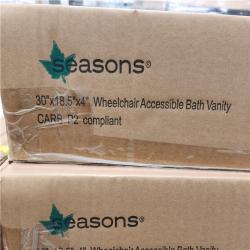 seasons®
30"x18.5"x4" Wheelchair Accessible Bath Vanity
CARB P2 compliant
seasons®